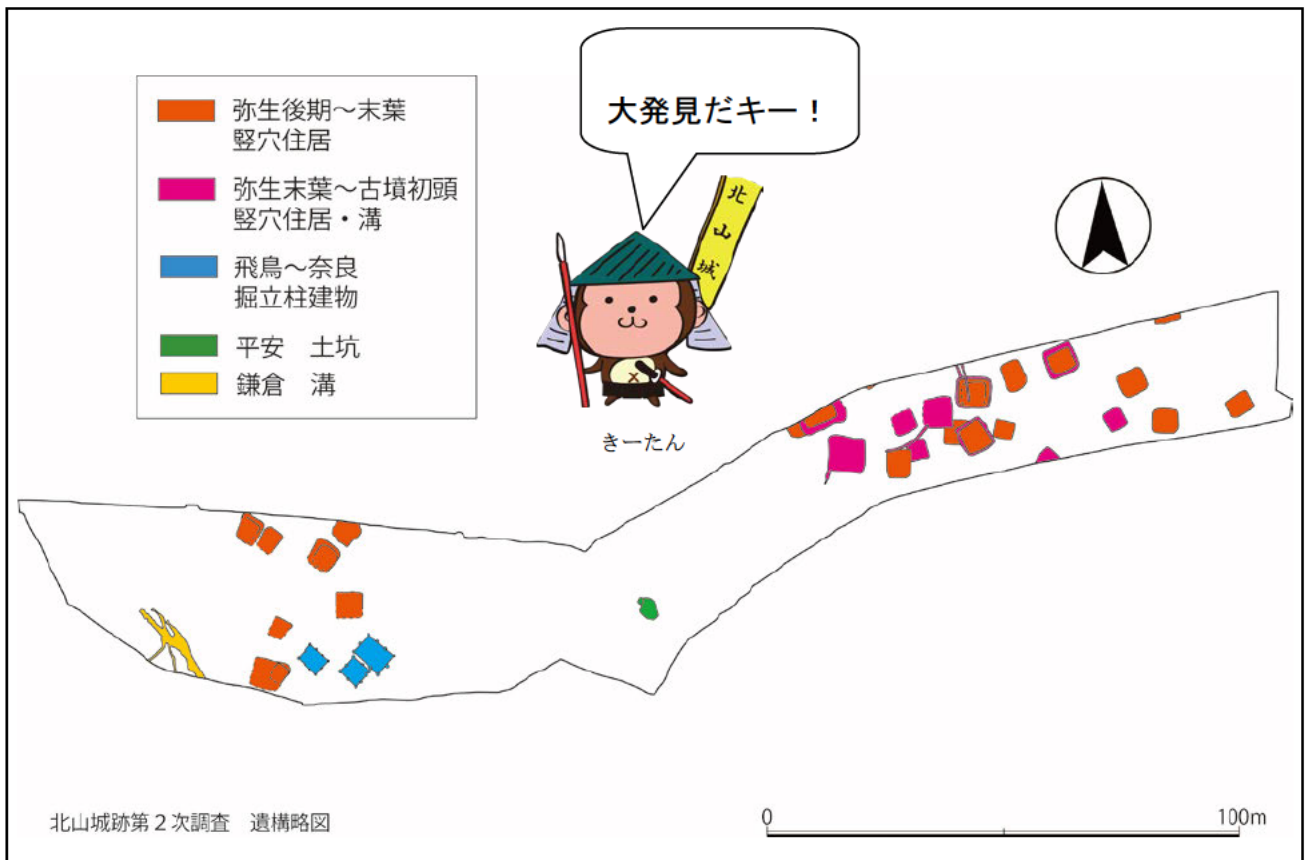 大発見だキー！
北山城
弥生後期～末葉
竪穴住居
弥生末葉～古墳初頭
竪穴住居・溝
飛鳥～奈良
掘立柱建物
平安　土坑
鎌倉　溝
きーたん
北山城跡第２次調査　遺構略図
0
100m